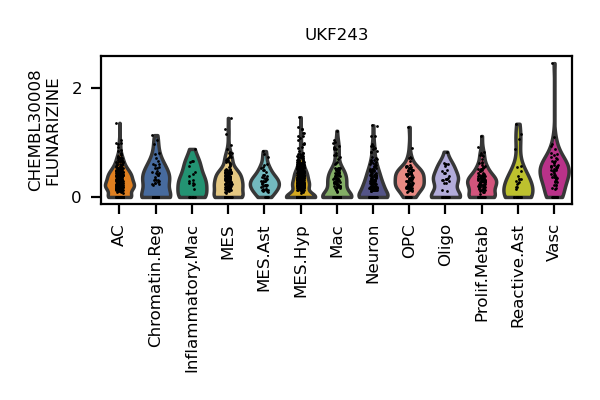 UKF243
CHEMBL30008
FLUNARIZINE
2
0
AC
Chromatin.Reg
Inflammatory.Mac
MES
MES.Ast
MES.Hyp
Mac
Neuron
OPC
Oligo
Prolif.Metab
Reactive.Ast
Vasc